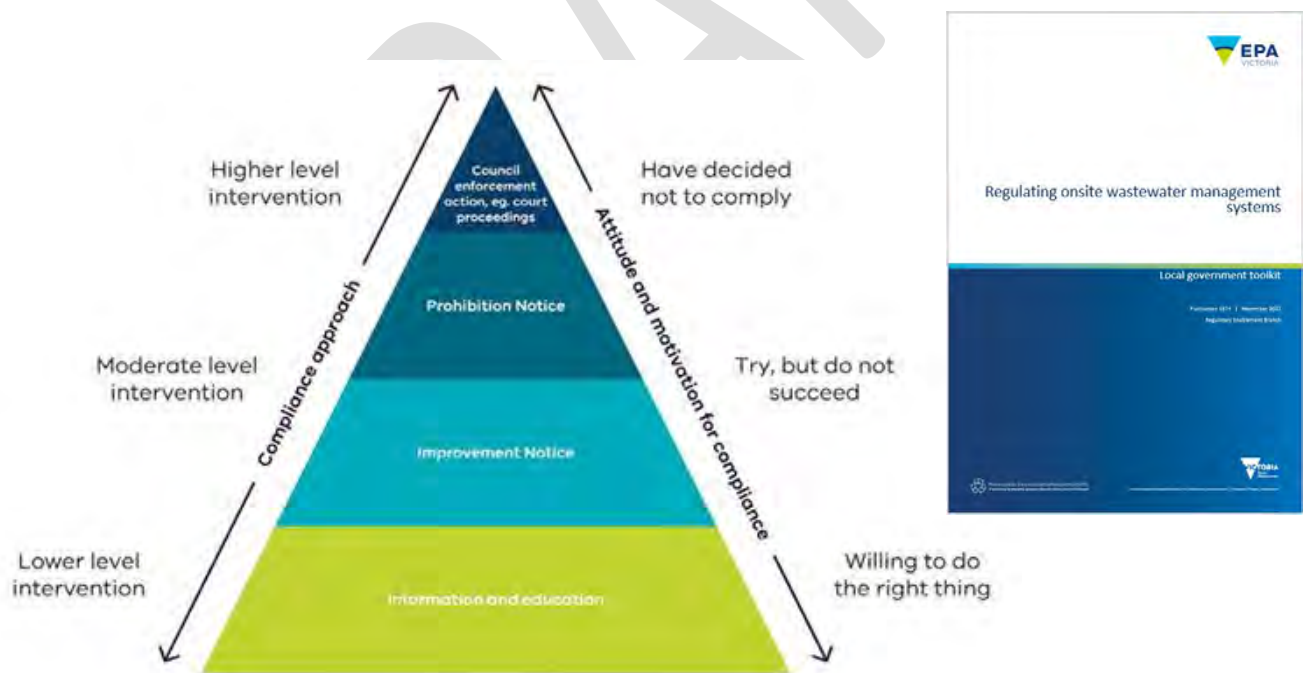 Higher level
intervention
Moderate level
intervention
Lower level
intervention
Compliance approach
Council
enforcement
action, eg. court
proceedings
Prohibition Notice
Improvement Notice
Information and education
Attitude and motivation for compliance
Have decided
not to comply
Try, but do not
succeed
Willing to do
the right thing
EPA
VICTORIA
Regulating onsite wastewater management
systems
Local government toolkit
VICTORIA